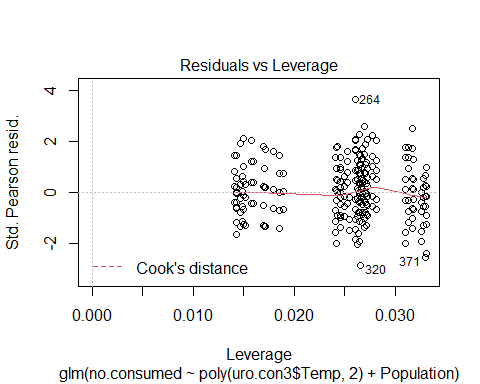 Residuals vs Leverage
Std. Pearson resid.
4
2
0
-2
264
320
371
Cook's distance
0.000
0.010
0.020
0.030
Leverage
glm(no.consumed ~ poly(uro.con3$Temp, 2) + Population)